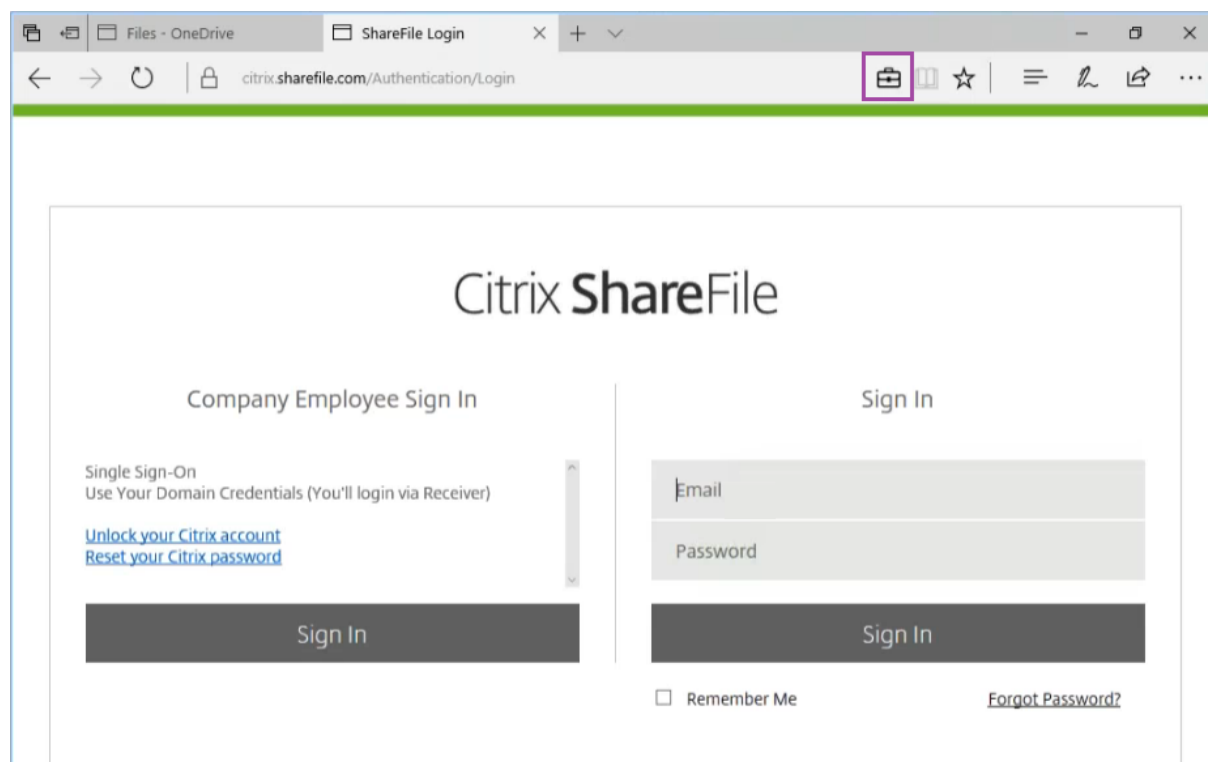 Files - OneDrive
ShareFile Login
citrix.sharefile.com/Authentication/Login
Citrix ShareFile
Company Employee Sign In
Single Sign-On
Use Your Domain Credentials (You'll login via Receiver)
Unlock your Citrix account
Reset your Citrix password
Sign In
Sign In
Email
Password
Sign In
Remember Me
Forgot Password?